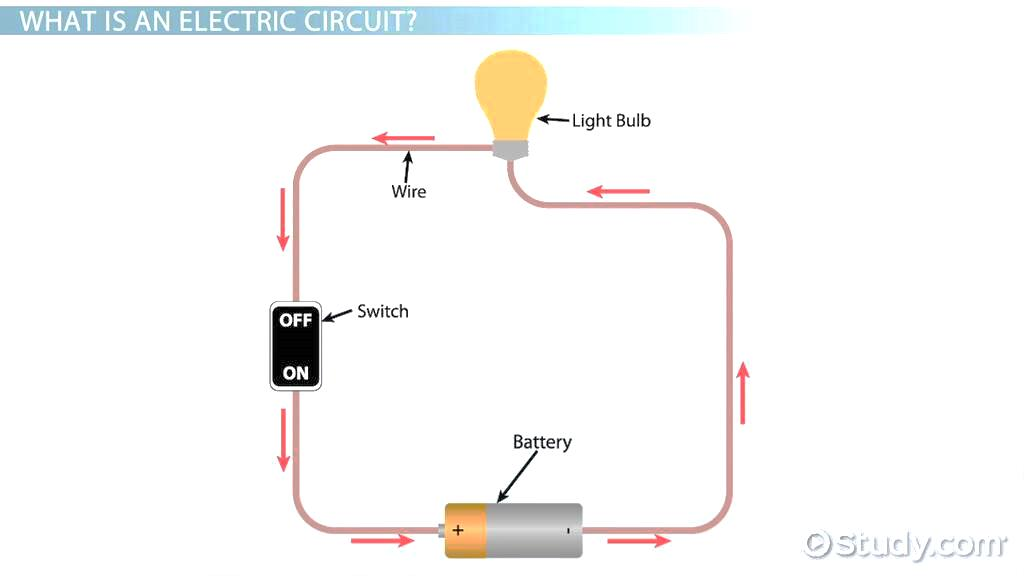 WHAT IS AN ELECTRIC CIRCUIT?
Light Bulb
Wire
Switch
OFF
ON
Battery
+
-
Study.com